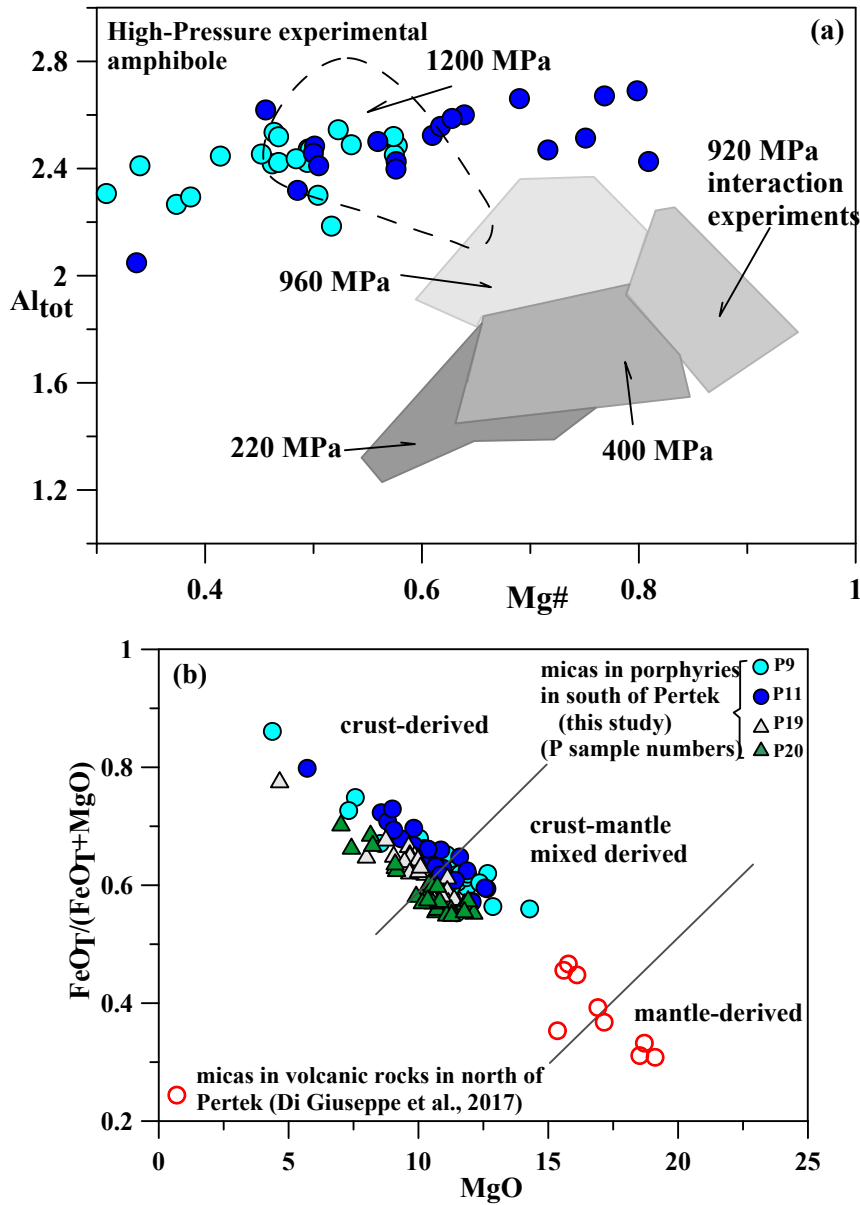 (a)
High-Pressure experimental
amphibole
1200 MPa
2.8
2.4
2
1.6
1.2
Altot
920 MPa
interaction
experiments
960 MPa
220 MPa
400 MPa
0.4
0.6
0.8
1
Mg#
(b)
1
0.8
0.6
0.4
0.2
FeOT/(FeOT+MgO)
crust-derived
micas in porphyries
in south of Pertek
(this study)
(P sample numbers)
P9
P11
P19
P20
crust-mantle
mixed derived
mantle-derived
micas in volcanic rocks in north of
Pertek (Di Giuseppe et al., 2017)
0
5
10
15
20
25
MgO